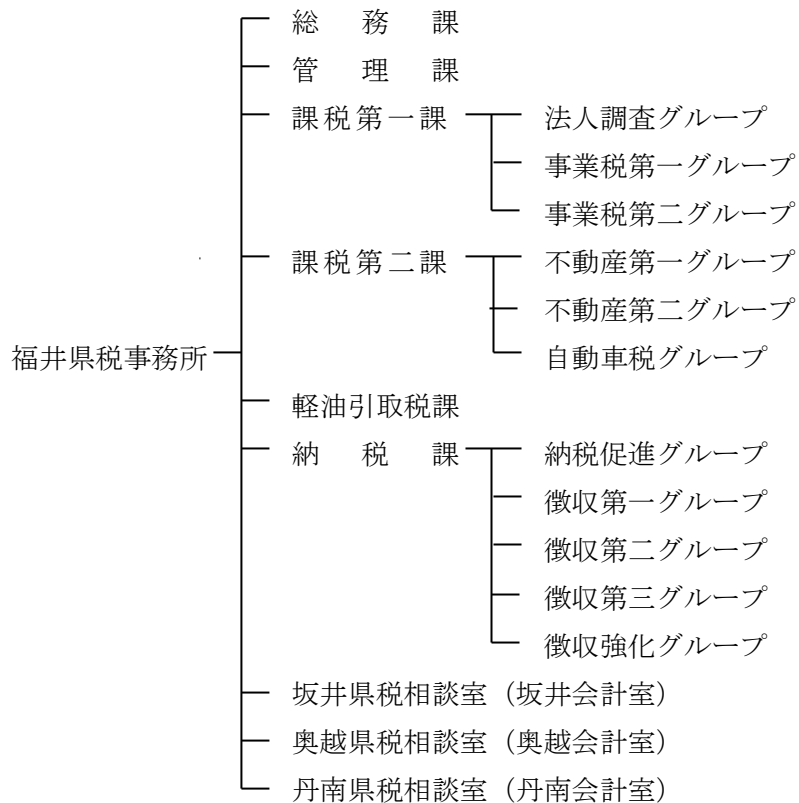 総務課
管理課
課税第一課 法人調査グループ
事業税第一グループ
事業税第二グループ
課税第二課 不動産第一グループ
不動産第二グループ
福井県税事務所 自動車税グループ
軽油引取税課
納税課 納税促進グループ
徴収第一グループ
徴収第二グループ
徴収第三グループ
徴収強化グループ
坂井県税相談室（坂井会計室）
奥越県税相談室（奥越会計室）
丹南県税相談室（丹南会計室）